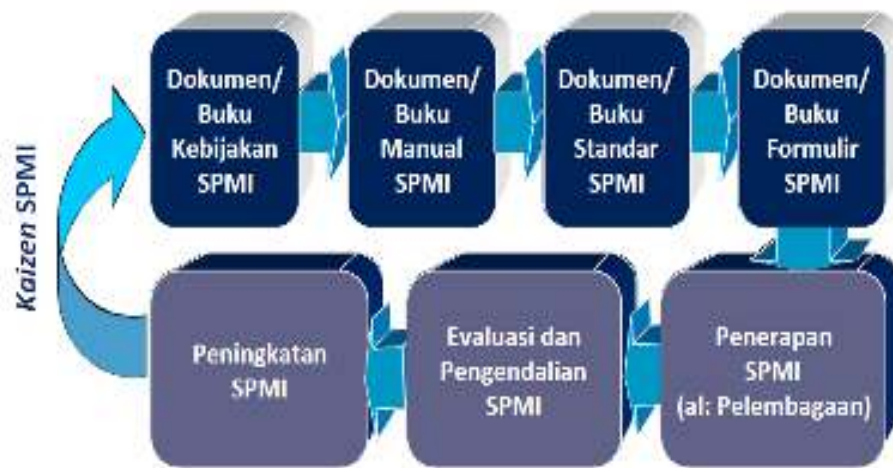 Dokumen/
Buku
Kebijakan
SPMI
Dokumen/
Buku
Manual
SPMI
Dokumen/
Buku
Standar
SPMI
Dokumen/
Buku
Formulir
SPMI
Kaizen SPMI
Peningkatan
SPMI
Evaluasi dan
Pengendalian
SPMI
Penerapan
SPMI
(al: Pelembagaan)